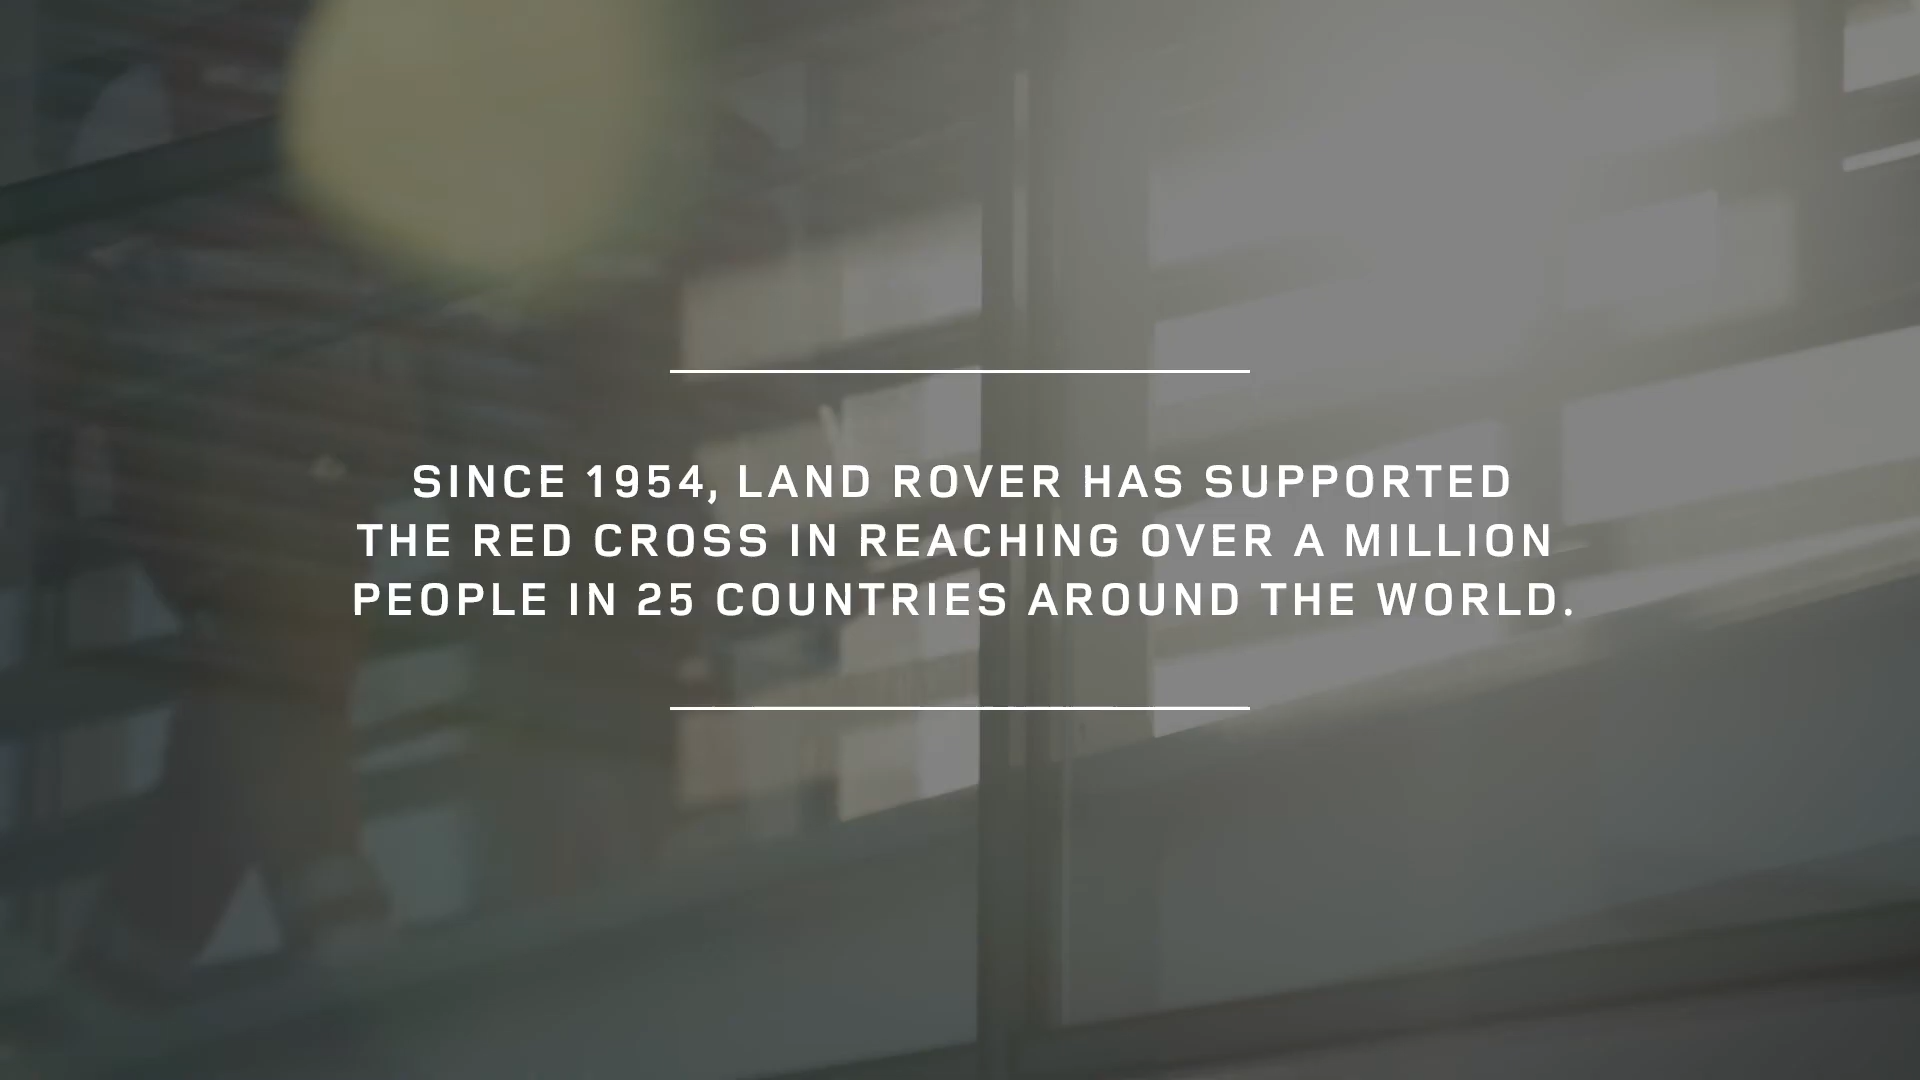 SINCE 1954, LAND ROVER HAS SUPPORTED
THE RED CROSS IN REACHING OVER A MILLION
PEOPLE IN 25 COUNTRIES AROUND THE WORLD.